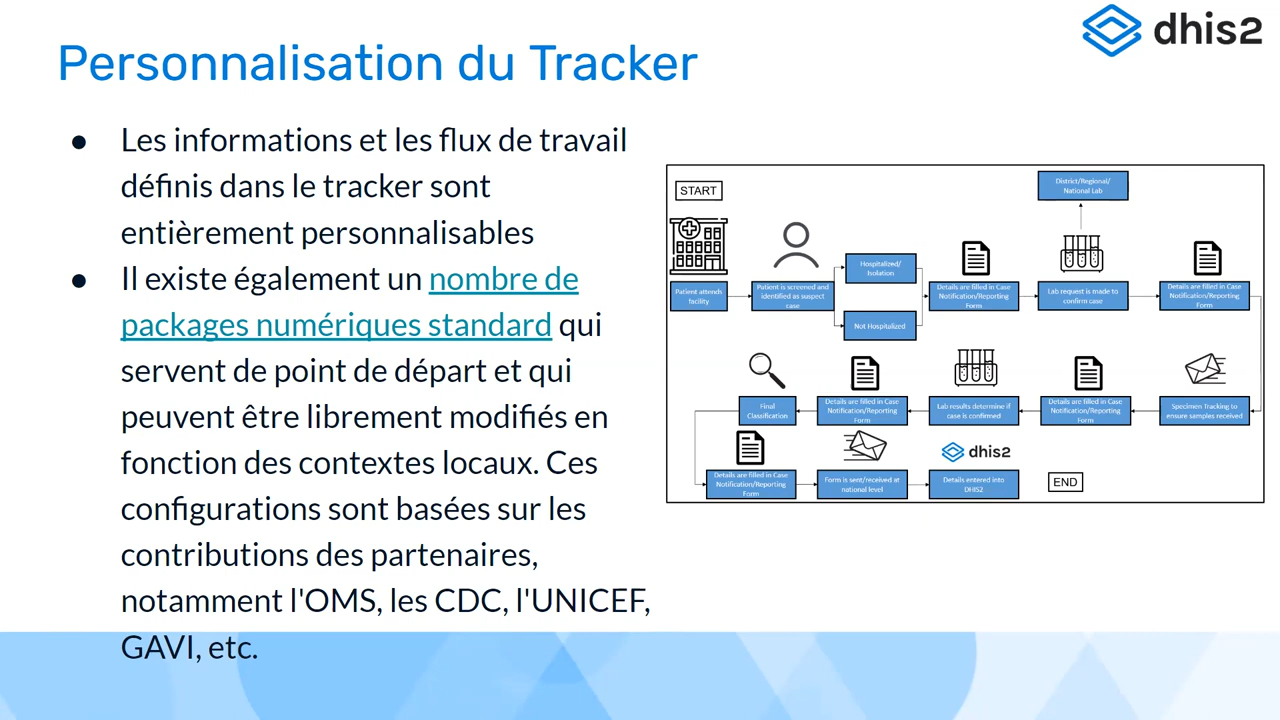 dhis2
Personnalisation du Tracker
● Les informations et les flux de travail
définis dans le tracker sont
entièrement personnalisables
● Il existe également un nombre de
packages numériques standard qui
servent de point de départ et qui
peuvent être librement modifiés en
fonction des contextes locaux. Ces
configurations sont basées sur les
contributions des partenaires,
notamment l'OMS, les CDC, l'UNICEF,
GAVI, etc.
START
District/Regional/
National Lab
Patient attends
facility
Patient is screened and
identified as suspect
case
Hospitalized/
Isolation
Not Hospitalized
Details are filled in Case
Notification/Reporting
Form
Lab request is made to
confirm case
Details are filled in Case
Notification/Reporting
Form
Final
Classification
Details are filled in Case
Notification/Reporting
Form
Lab results determine if
case is confirmed
Details are filled in Case
Notification/Reporting
Form
Specimen Tracking to
ensure samples received
Details are filled in Case
Notification/Reporting
Form
Form is sent/received at
national level
dhis2
Details entered into
DHIS2
END